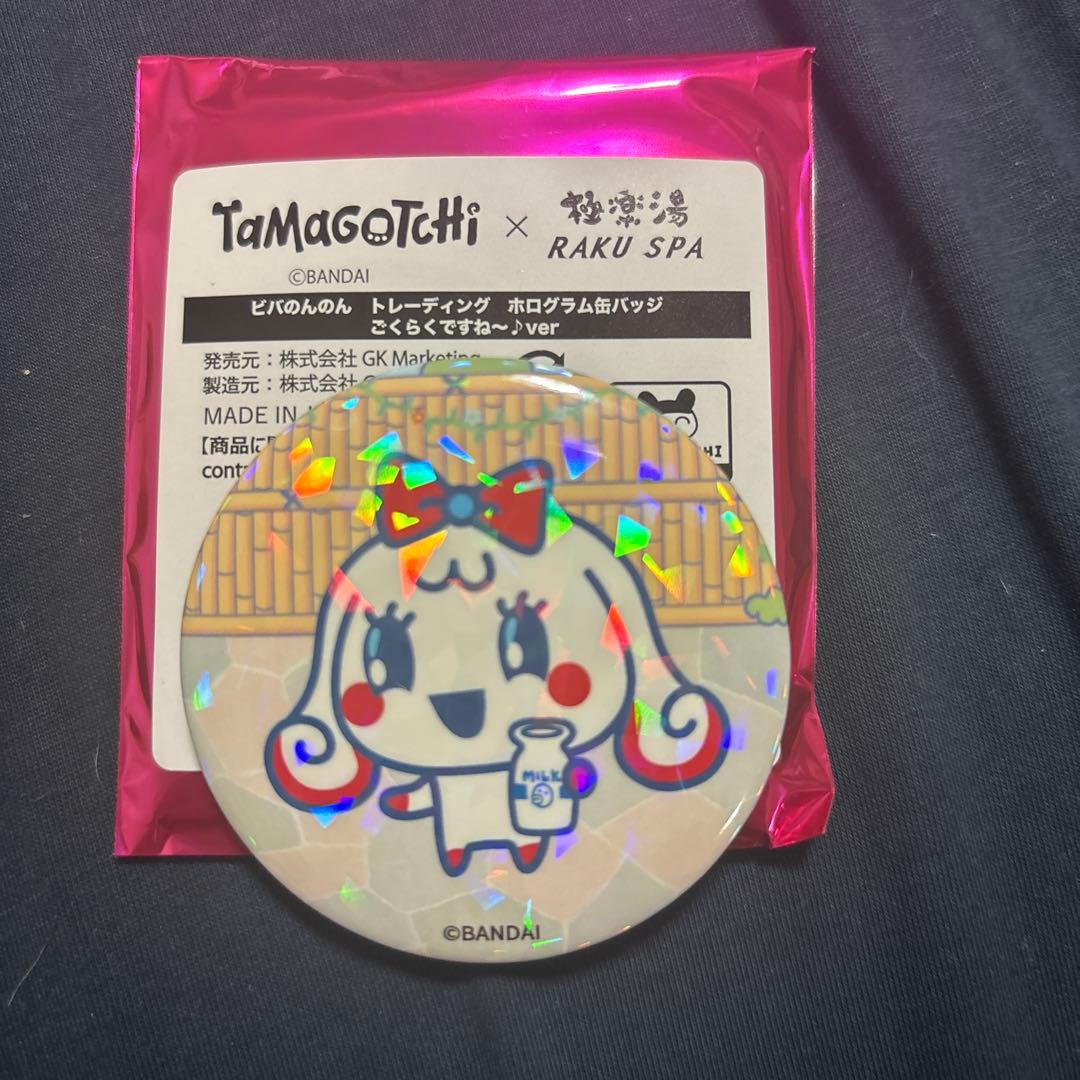 TaMaGOTCHi × 極楽湯
RAKU SPA
©BANDAI
ビバのんのん トレーディング ホログラム缶バッジ
ごくらくですね～♪ver
発売元：株式会社 GK Marketing
製造元：株式会社
MADE IN
【商品に
MiLK
©BANDAI